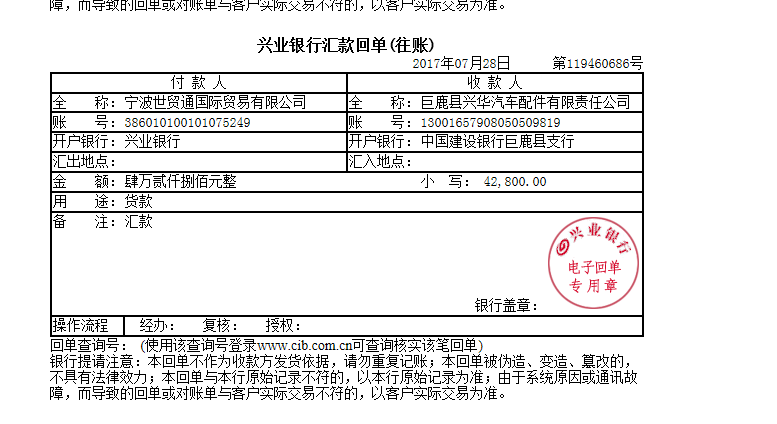 障，而导致的回单或对账单与客户实际交易不符的，以客户实际交易为准。
兴业银行汇款回单(往账)
2017年07月28日 第119460686号
付 款 人 收 款 人
全 称：宁波世贸通国际贸易有限公司 全 称：巨鹿县兴华汽车配件有限责任公司
账 号：386010100101075249 账 号：13001657908050509819
开户银行：兴业银行 开户银行：中国建设银行巨鹿县支行
汇出地点： 汇入地点：
金 额：肆万贰仟捌佰元整 小 写： 42,800.00
用 途：货款
备 注：汇款
兴业银行
电子回单
专用章
银行盖章：
操作流程 经办： 复核： 授权：
回单查询号： (使用该查询号登录www.cib.com.cn可查询核实该笔回单)
银行提请注意：本回单不作为收款方发货依据，请勿重复记账；本回单被伪造、变造、篡改的，
不具有法律效力；本回单与本行原始记录不符的，以本行原始记录为准；由于系统原因或通讯故
障，而导致的回单或对账单与客户实际交易不符的，以客户实际交易为准。